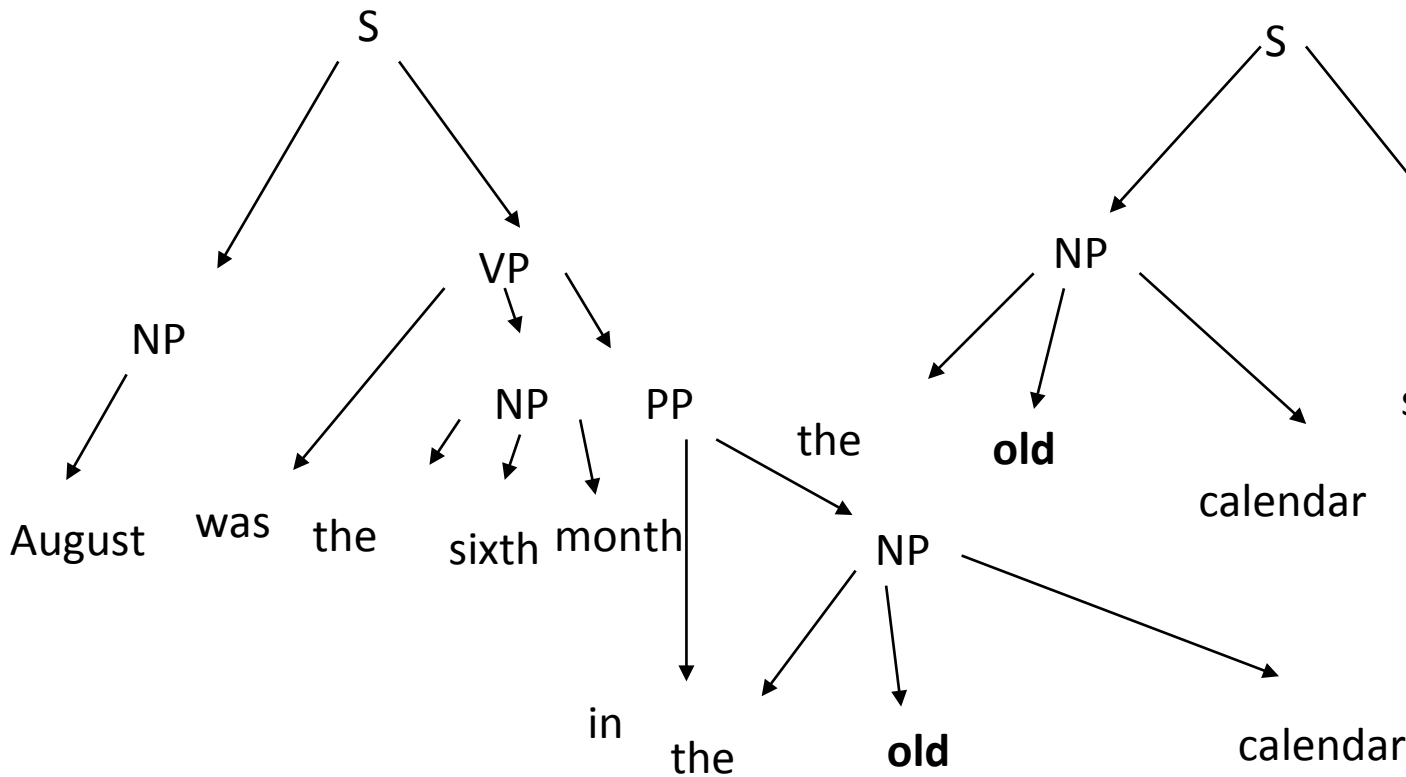 S
S
VP
NP
NP
NP
PP
the
old
August
was
the
sixth
month
calendar
NP
in
the
old
calendar